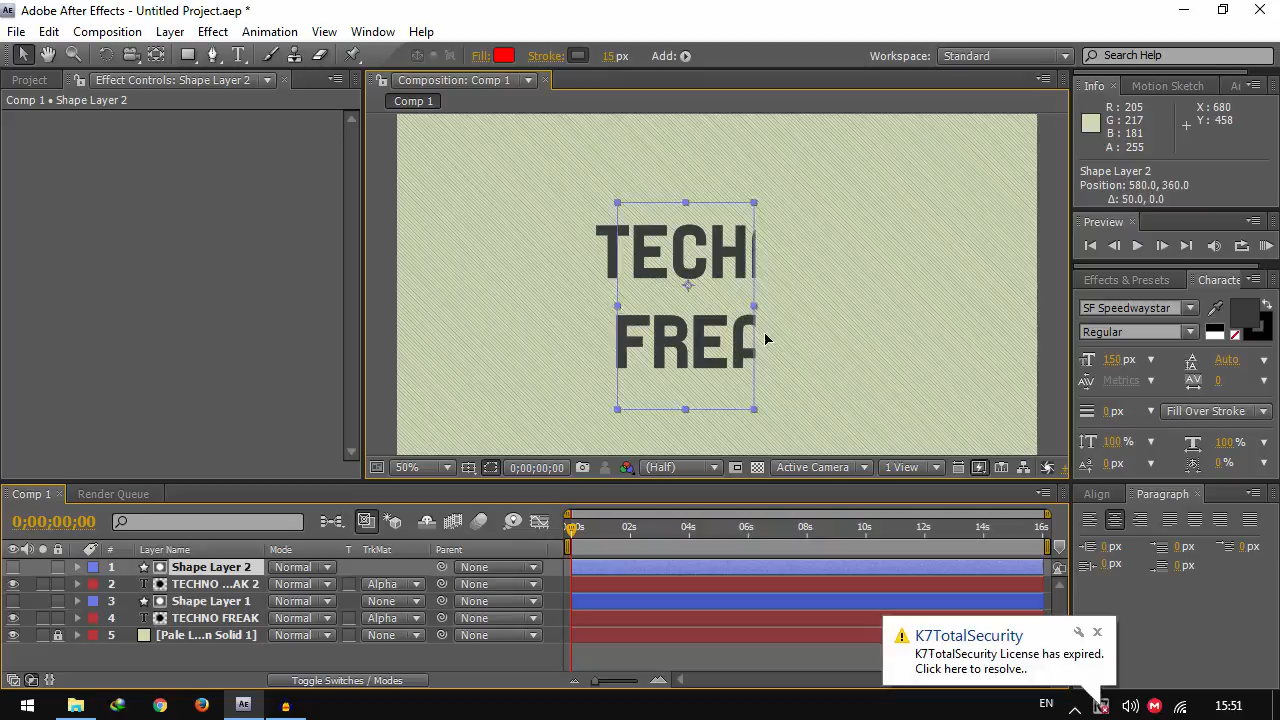 Adobe After Effects - Untitled Project.aep *
File Edit Composition Layer Effect Animation View Window Help
Fill: Stroke: 15 px Add: Workspace: Standard Search Help
Project Effect Controls: Shape Layer 2 Composition: Comp 1 Info Motion Sketch
Comp 1 • Shape Layer 2
Comp 1
R: 205 X: 680
G: 217 Y: 458
B: 181
A: 255
Shape Layer 2
Position: 580.0, 360.0
Δ: 50.0, 0.0
Preview
TECH
FREA
Effects & Presets Characte
SF Speedwaystar
Regular
150 px Auto
Metrics 0
0 px Fill Over Stroke
100 % 100 %
0 px 0 %
50% 0;00;00;00 (Half) Active Camera 1 View
Comp 1 Render Queue
Align Paragraph
0;00;00;00
02s 04s 06s 08s 10s 12s 14s 16s
0 px 0 px 0 px
0 px 0 px
# Layer Name Mode T TrkMat Parent
1 Shape Layer 2 Normal None
2 TECHNO ...AK 2 Normal Alpha None
3 Shape Layer 1 Normal None None
4 TECHNO FREAK Normal Alpha None
5 [Pale L...n Solid 1] Normal None None
Toggle Switches / Modes
K7TotalSecurity
K7TotalSecurity License has expired.
Click here to resolve..
EN 15:51